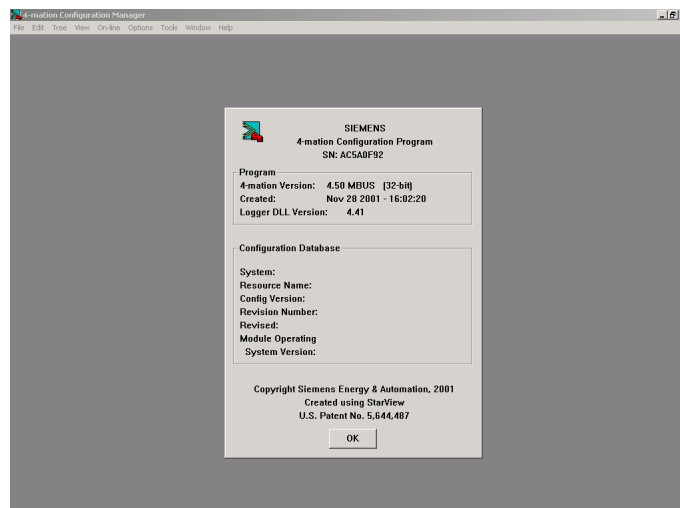 4-mation Configuration Manager
File Edit Tree View On-line Options Tools Window Help
SIEMENS
4-mation Configuration Program
SN: AC5A0F92
Program
4-mation Version: 4.50 MBUS [32-bit]
Created: Nov 28 2001 - 16:02:20
Logger DLL Version: 4.41
Configuration Database
System:
Resource Name:
Config Version:
Revision Number:
Revised:
Module Operating
System Version:
Copyright Siemens Energy & Automation, 2001
Created using StarView
U.S. Patent No. 5,644,487
OK